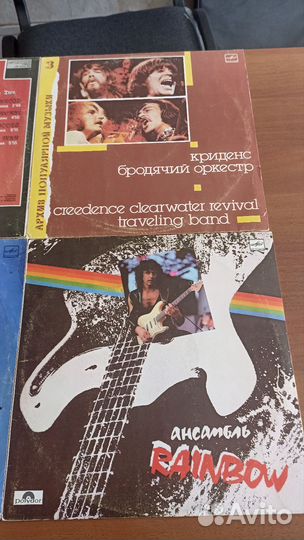 3
Архив популярной музыки
криденс
бродячий оркестр
creedence clearwater revival
traveling band
ансамбль
RAINBOW
Polydor
Avito